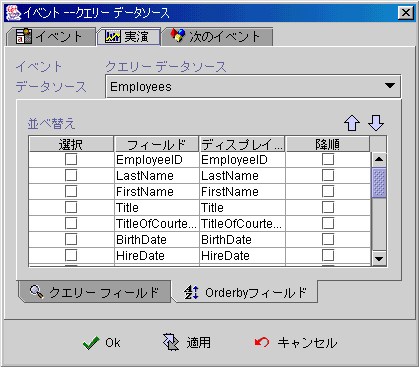 イベント --クエリー データソース
イベント 実演 次のイベント
イベント クエリー データソース
データソース Employees
並べ替え
選択 フィールド ディスプレイ... 降順
EmployeeID EmployeeID
LastName LastName
FirstName FirstName
Title Title
TitleOfCourte... TitleOfCourte...
BirthDate BirthDate
HireDate HireDate
クエリー フィールド Orderbyフィールド
Ok 適用 キャンセル